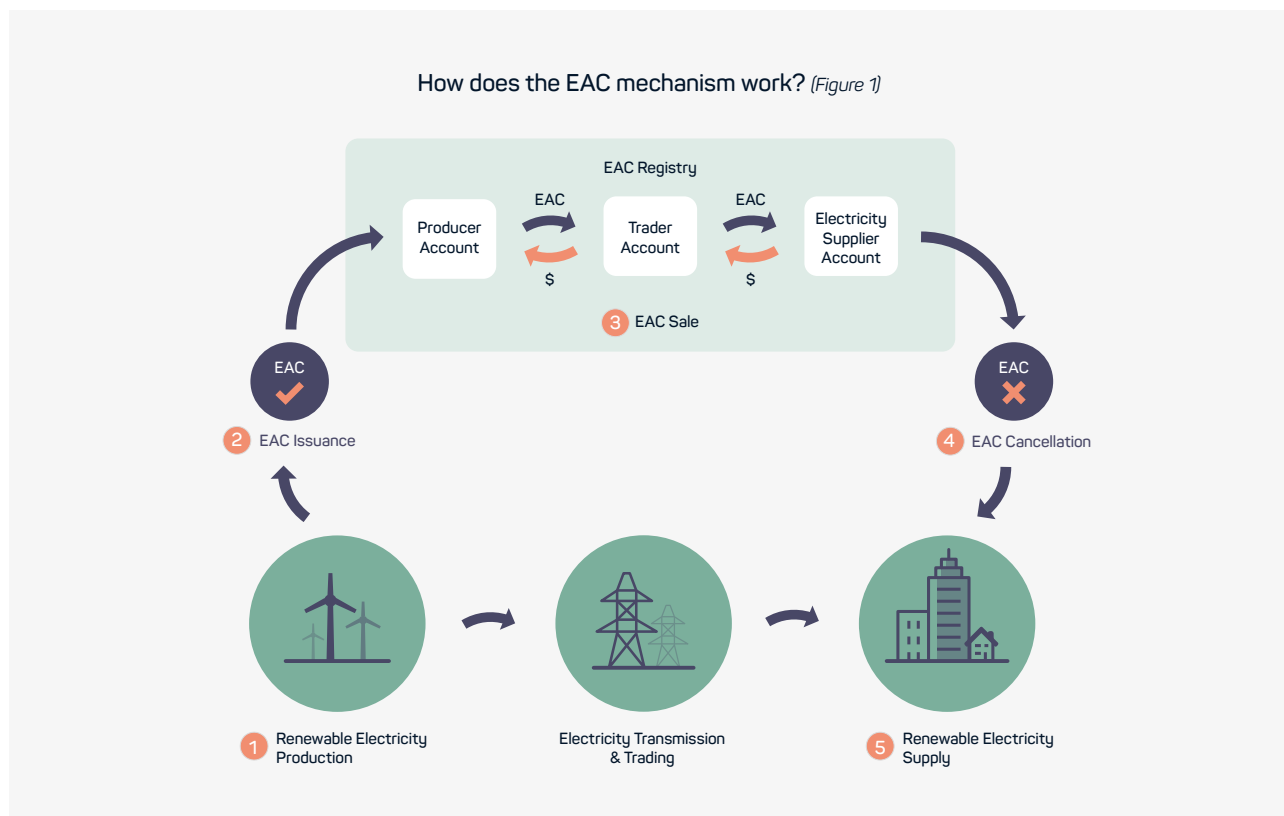 How does the EAC mechanism work? (Figure 1)
EAC Registry
Producer
Account
EAC
$
Trader
Account
EAC
$
Electricity
Supplier
Account
3 EAC Sale
EAC
2 EAC Issuance
EAC
4 EAC Cancellation
1 Renewable Electricity
Production
Electricity Transmission
& Trading
5 Renewable Electricity
Supply